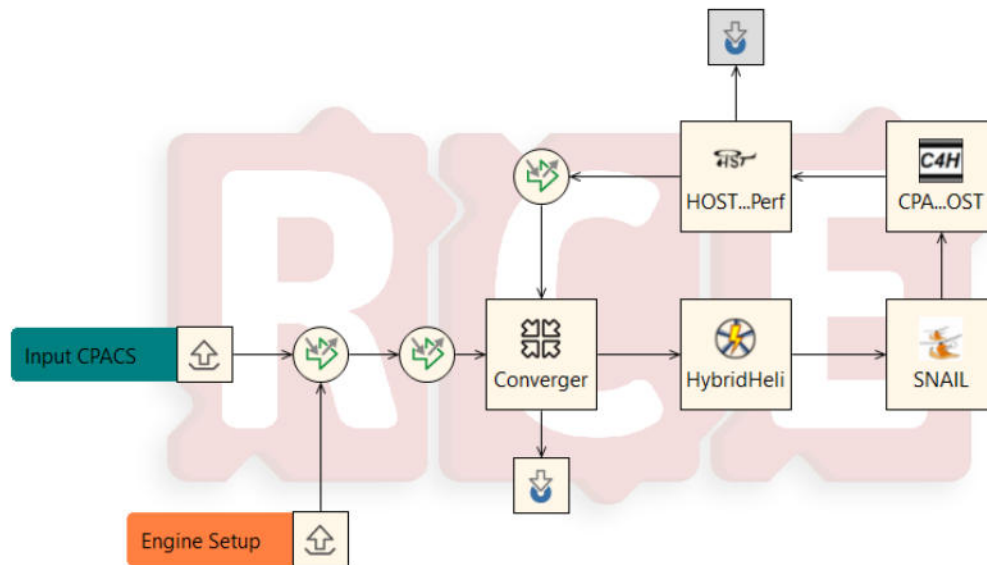 HOST...Perf
C4H
CPA...OST
Input CPACS
Converger
HybridHeli
SNAIL
Engine Setup
RCE